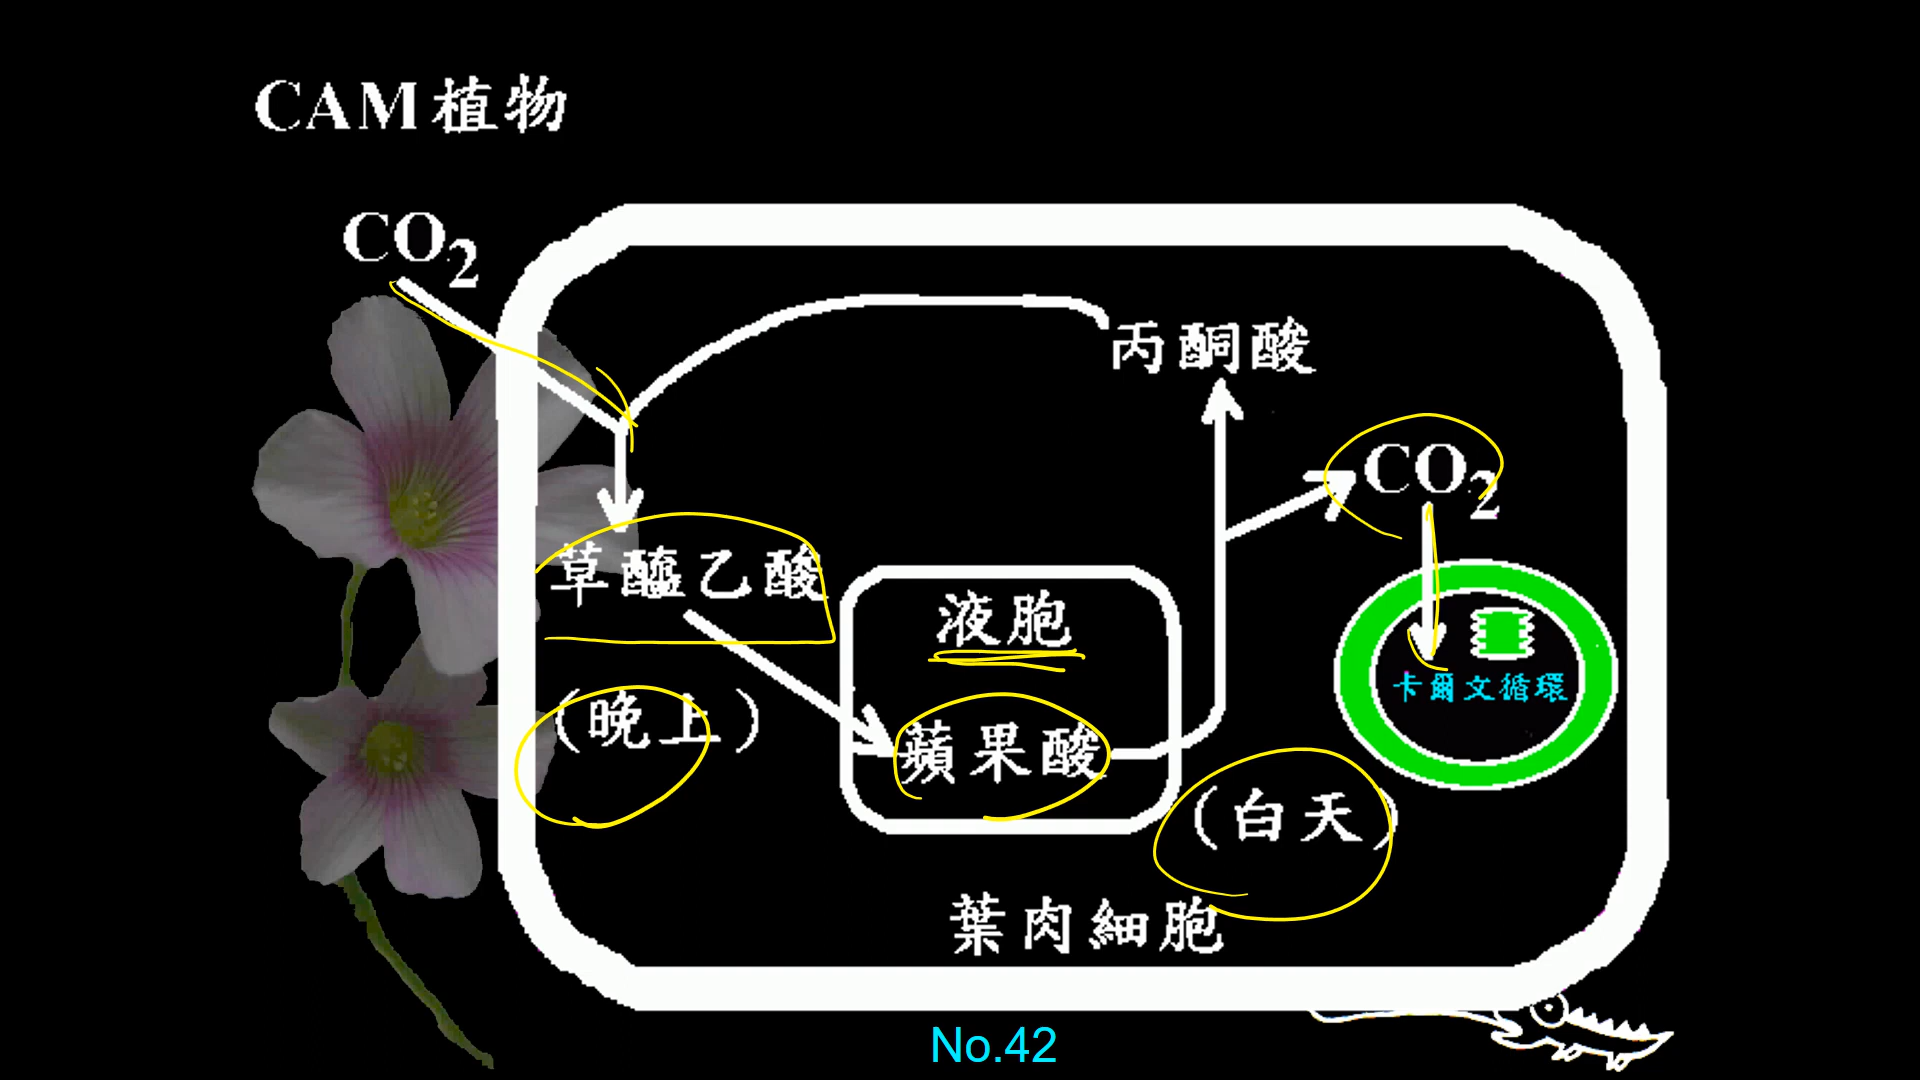 CAM植物
CO2
丙酮酸
CO2
草醯乙酸
液胞
卡爾文循環
(晚上)
蘋果酸
(白天)
葉肉細胞
No.42